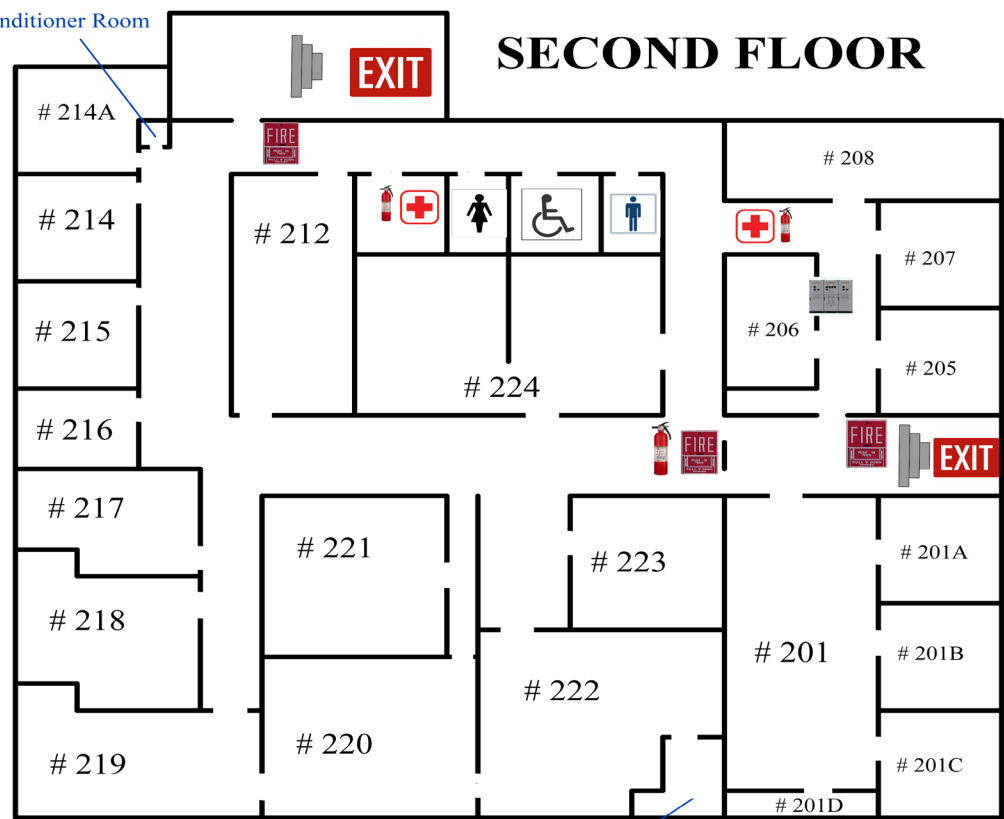 nditioner Room
SECOND FLOOR
EXIT
# 214A
FIRE
# 208
# 214
# 212
# 207
# 215
# 206
# 205
# 224
# 216
FIRE
FIRE
EXIT
# 217
# 221
# 223
# 201A
# 218
# 201
# 201B
# 222
# 220
# 219
# 201C
# 201D